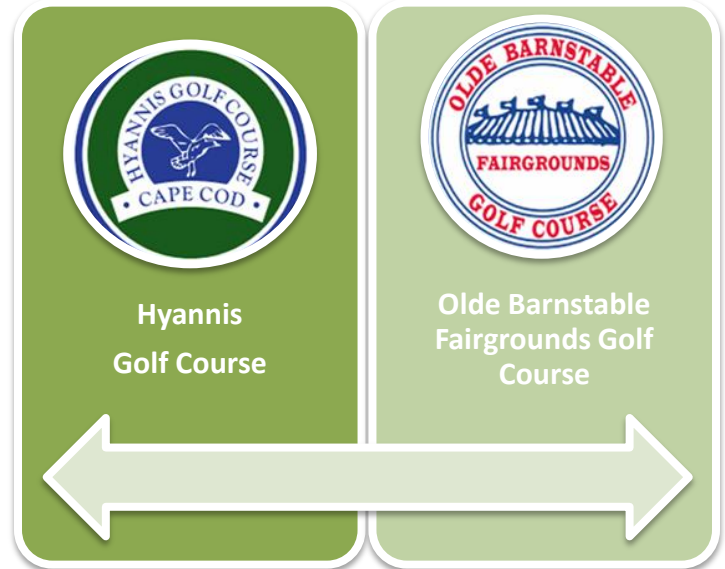 HYANNIS GOLF COURSE
• CAPE COD •
OLDE BARNSTABLE
FAIRGROUNDS
GOLF COURSE
Hyannis
Golf Course
Olde Barnstable
Fairgrounds Golf
Course